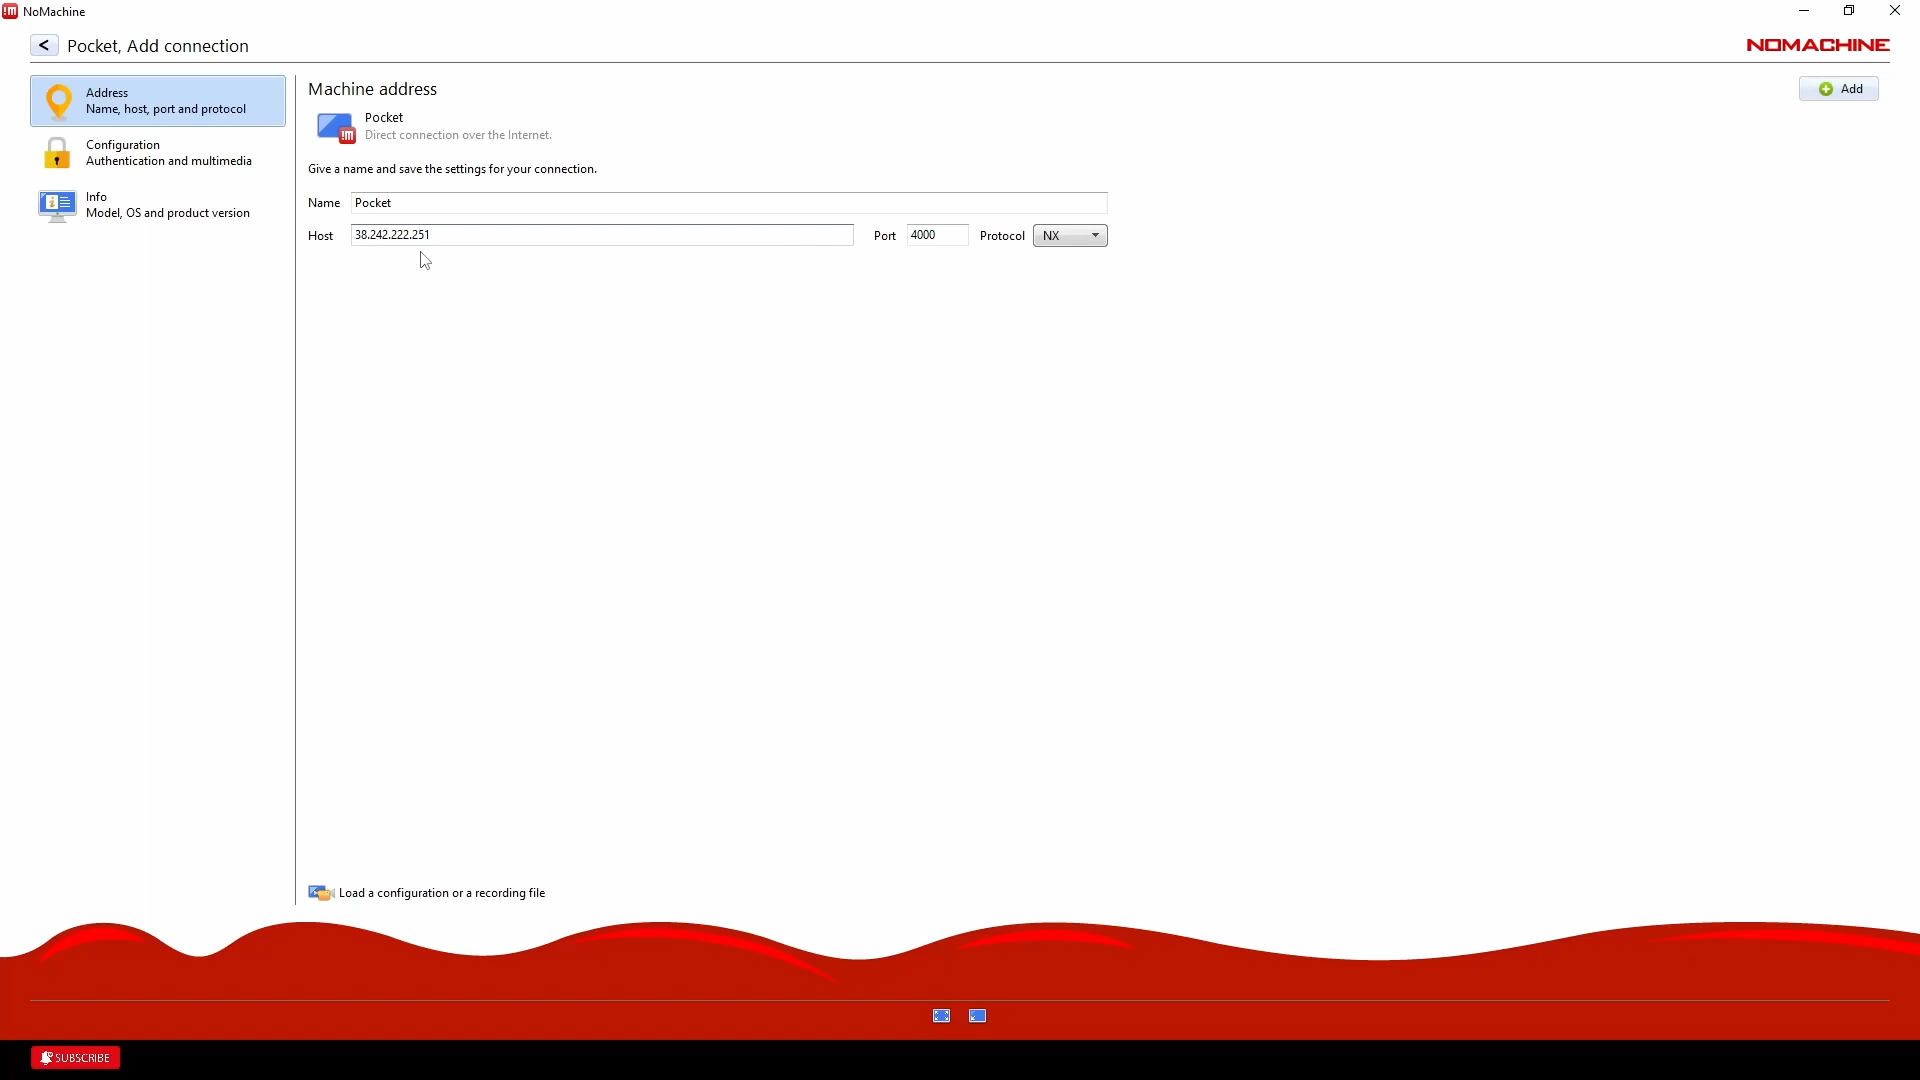 NoMachine
< Pocket, Add connection
NOMACHINE
Address
Name, host, port and protocol
Configuration
Authentication and multimedia
Info
Model, OS and product version
Machine address
Add
Pocket
Direct connection over the Internet.
Give a name and save the settings for your connection.
Name Pocket
Host 38.242.222.251 Port 4000 Protocol NX
Load a configuration or a recording file
SUBSCRIBE